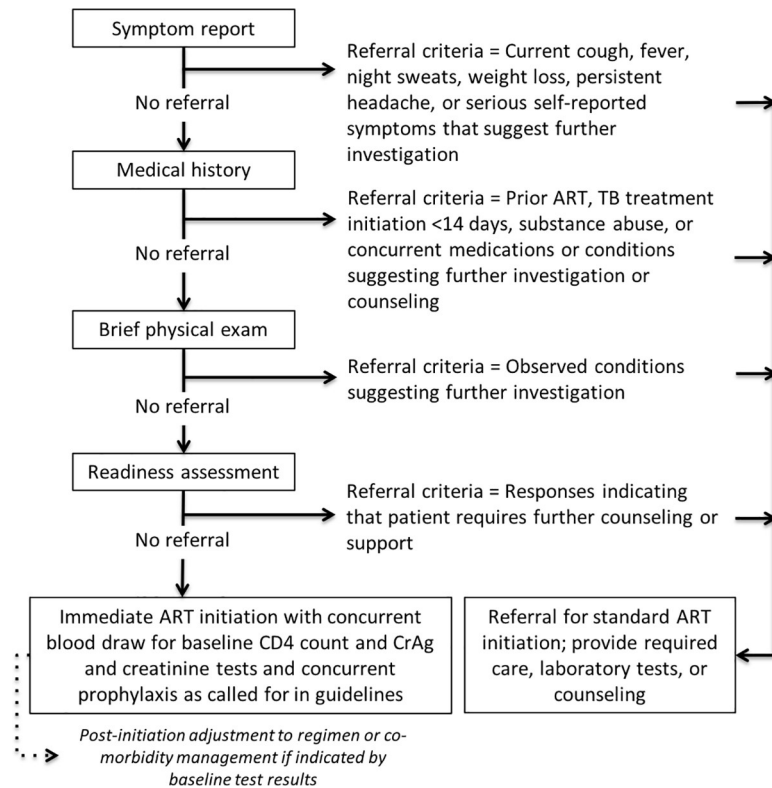 Symptom report
Referral criteria = Current cough, fever,
night sweats, weight loss, persistent
headache, or serious self-reported
symptoms that suggest further
investigation
No referral
Medical history
Referral criteria = Prior ART, TB treatment
initiation <14 days, substance abuse, or
concurrent medications or conditions
suggesting further investigation or
counseling
No referral
Brief physical exam
Referral criteria = Observed conditions
suggesting further investigation
No referral
Readiness assessment
Referral criteria = Responses indicating
that patient requires further counseling or
support
No referral
Immediate ART initiation with concurrent
blood draw for baseline CD4 count and CrAg
and creatinine tests and concurrent
prophylaxis as called for in guidelines
Referral for standard ART
initiation; provide required
care, laboratory tests, or
counseling
Post-initiation adjustment to regimen or co-
morbidity management if indicated by
baseline test results